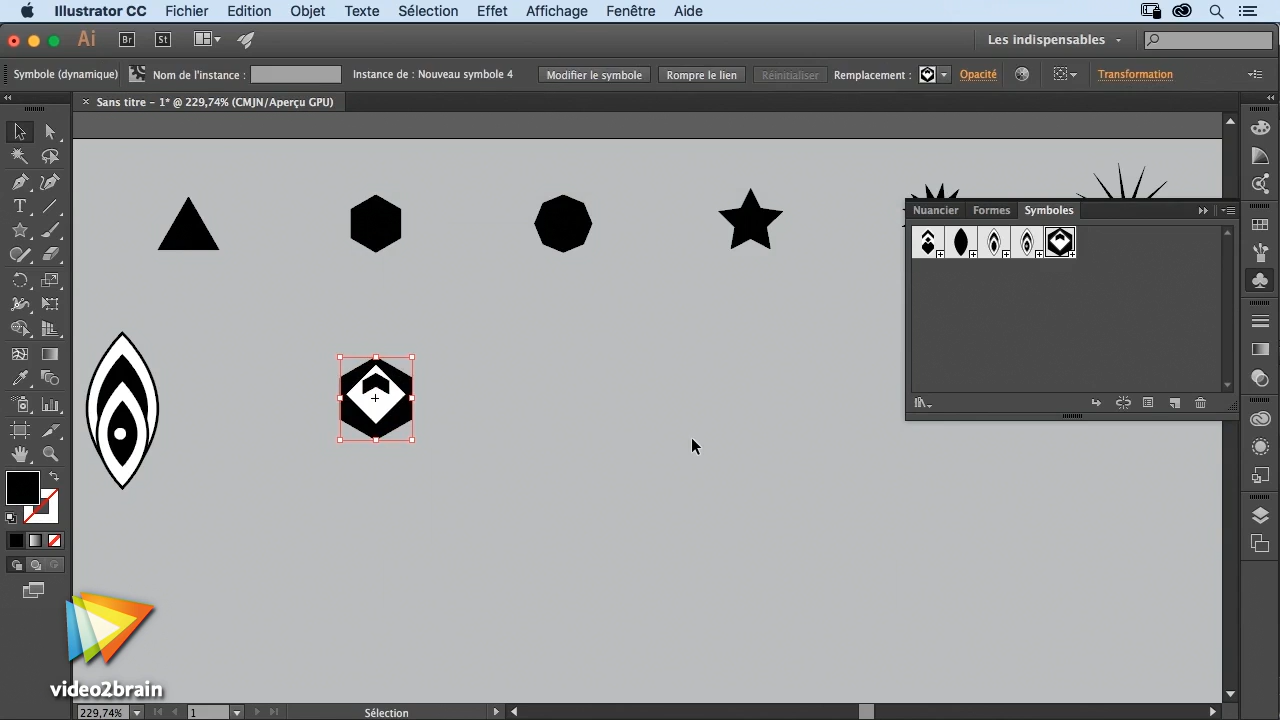 Illustrator CC Fichier Edition Objet Texte Sélection Effet Affichage Fenêtre Aide
Ai Br St Les indispensables
Symbole (dynamique) Nom de l'instance : Instance de : Nouveau symbole 4 Modifier le symbole Rompre le lien Réinitialiser Remplacement : Opacité Transformation
× Sans titre - 1* @ 229,74% (CMJN/Aperçu GPU)
Nuancier Formes Symboles
video2brain
229,74% 1 Sélection